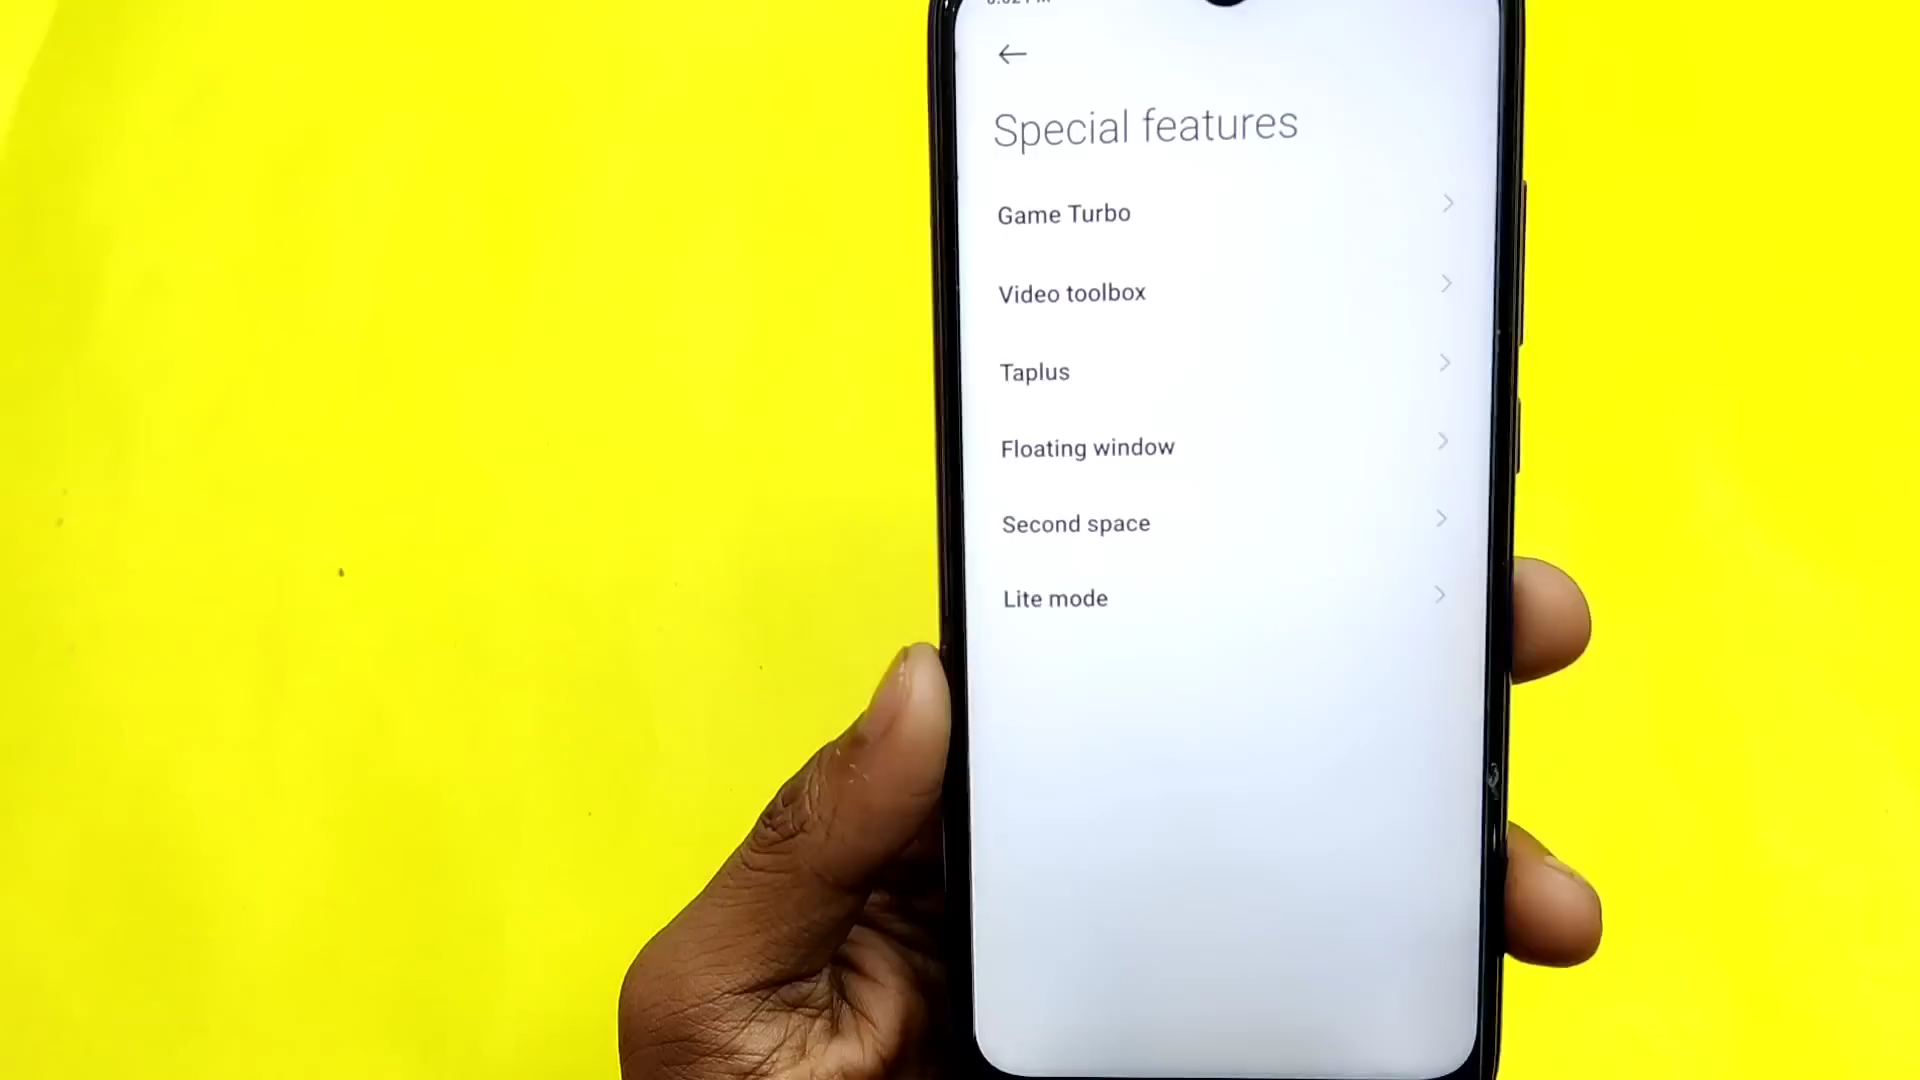 Special features
Game Turbo
Video toolbox
Taplus
Floating window
Second space
Lite mode